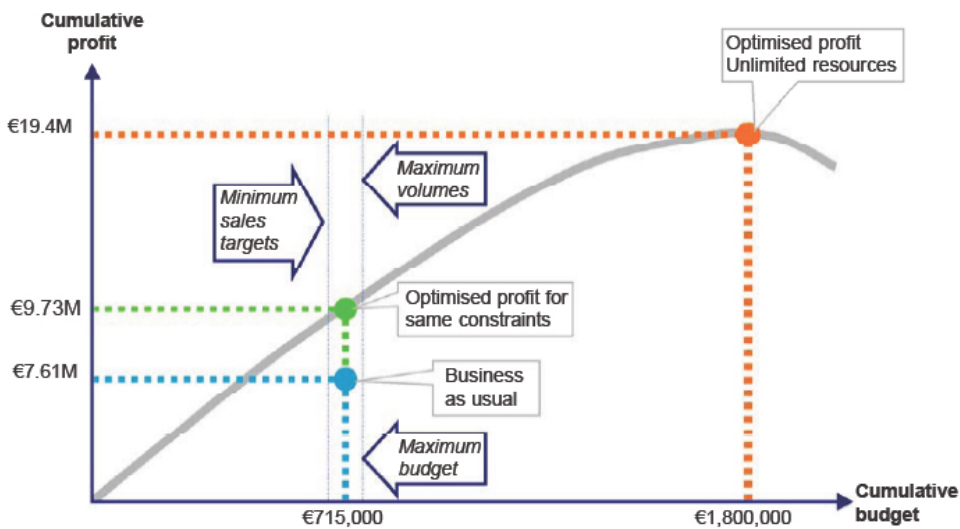 Cumulative
profit
Optimised profit
Unlimited resources
€19.4M
Maximum
volumes
Minimum
sales
targets
€9.73M
Optimised profit for
same constraints
€7.61M
Business
as usual
Maximum
budget
Cumulative
budget
€715,000
€1,800,000